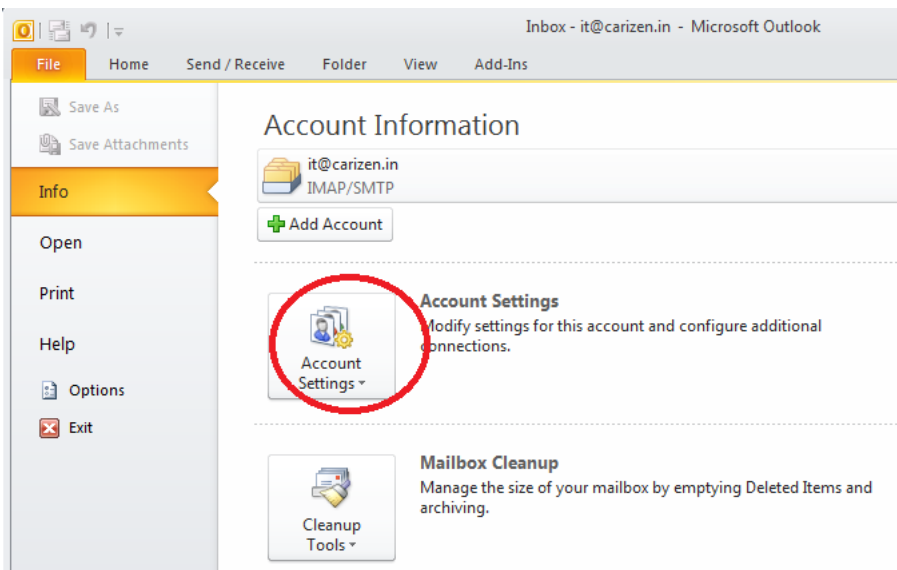 Inbox - it@carizen.in - Microsoft Outlook
File Home Send / Receive Folder View Add-Ins
Save As
Save Attachments
Info
Open
Print
Help
Options
Exit
Account Information
it@carizen.in
IMAP/SMTP
Add Account
Account
Settings
Account Settings
Modify settings for this account and configure additional
connections.
Cleanup
Tools
Mailbox Cleanup
Manage the size of your mailbox by emptying Deleted Items and
archiving.